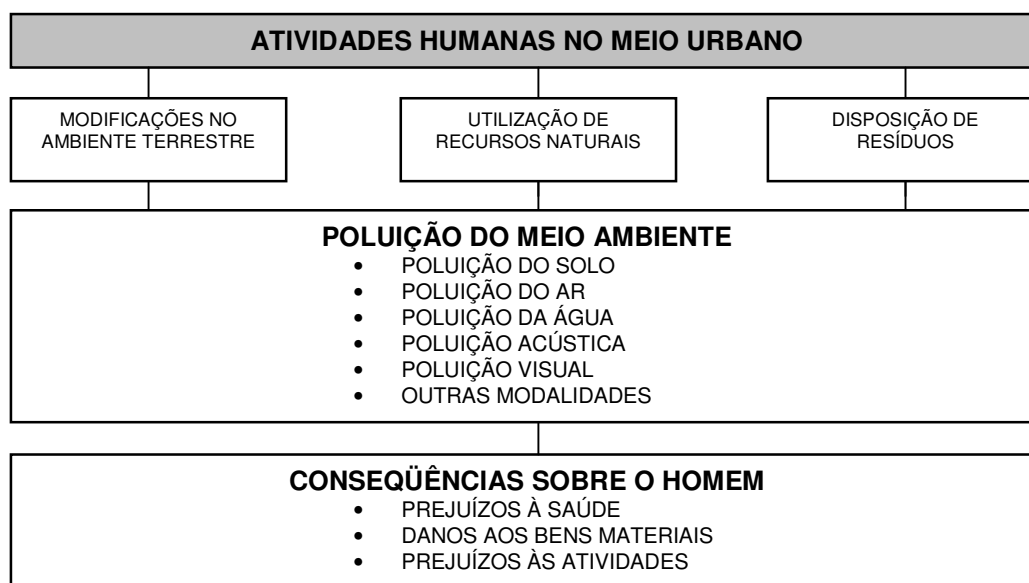 ATIVIDADES HUMANAS NO MEIO URBANO
MODIFICAÇÕES NO
AMBIENTE TERRESTRE
UTILIZAÇÃO DE
RECURSOS NATURAIS
DISPOSIÇÃO DE
RESÍDUOS
POLUIÇÃO DO MEIO AMBIENTE
• POLUIÇÃO DO SOLO
• POLUIÇÃO DO AR
• POLUIÇÃO DA ÁGUA
• POLUIÇÃO ACÚSTICA
• POLUIÇÃO VISUAL
• OUTRAS MODALIDADES
CONSEQÜÊNCIAS SOBRE O HOMEM
• PREJUÍZOS À SAÚDE
• DANOS AOS BENS MATERIAIS
• PREJUÍZOS ÀS ATIVIDADES